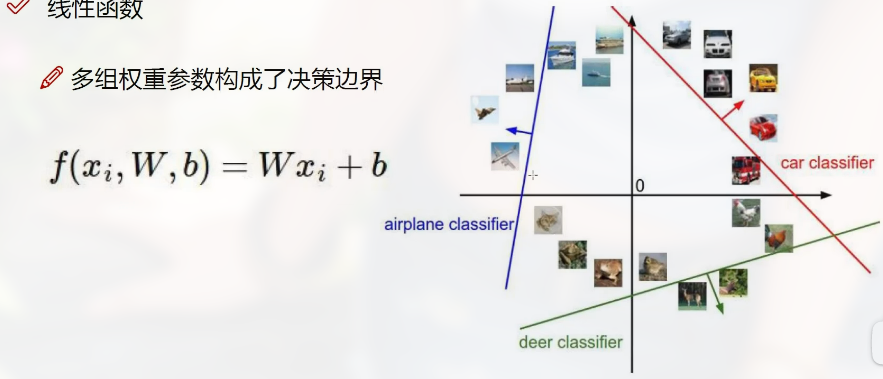 线性函数
多组权重参数构成了决策边界
f(x_i, W, b) = Wx_i + b
car classifier
0
airplane classifier
deer classifier